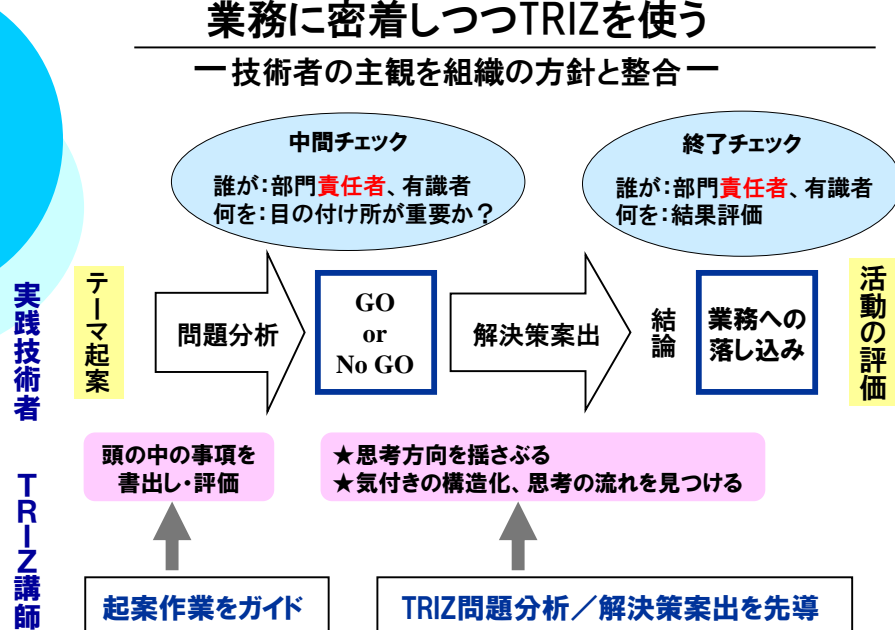 業務に密着しつつTRIZを使う
ー技術者の主観を組織の方針と整合ー
中間チェック
誰が：部門責任者、有識者
何を：目の付け所が重要か？
終了チェック
誰が：部門責任者、有識者
何を：結果評価
実践技術者
テーマ起案
問題分析
GO
or
No GO
解決策案出
結論
業務への
落し込み
活動の評価
頭の中の事項を
書出し・評価
★思考方向を揺さぶる
★気付きの構造化、思考の流れを見つける
TRIZ講師
起案作業をガイド
TRIZ問題分析／解決策案出を先導